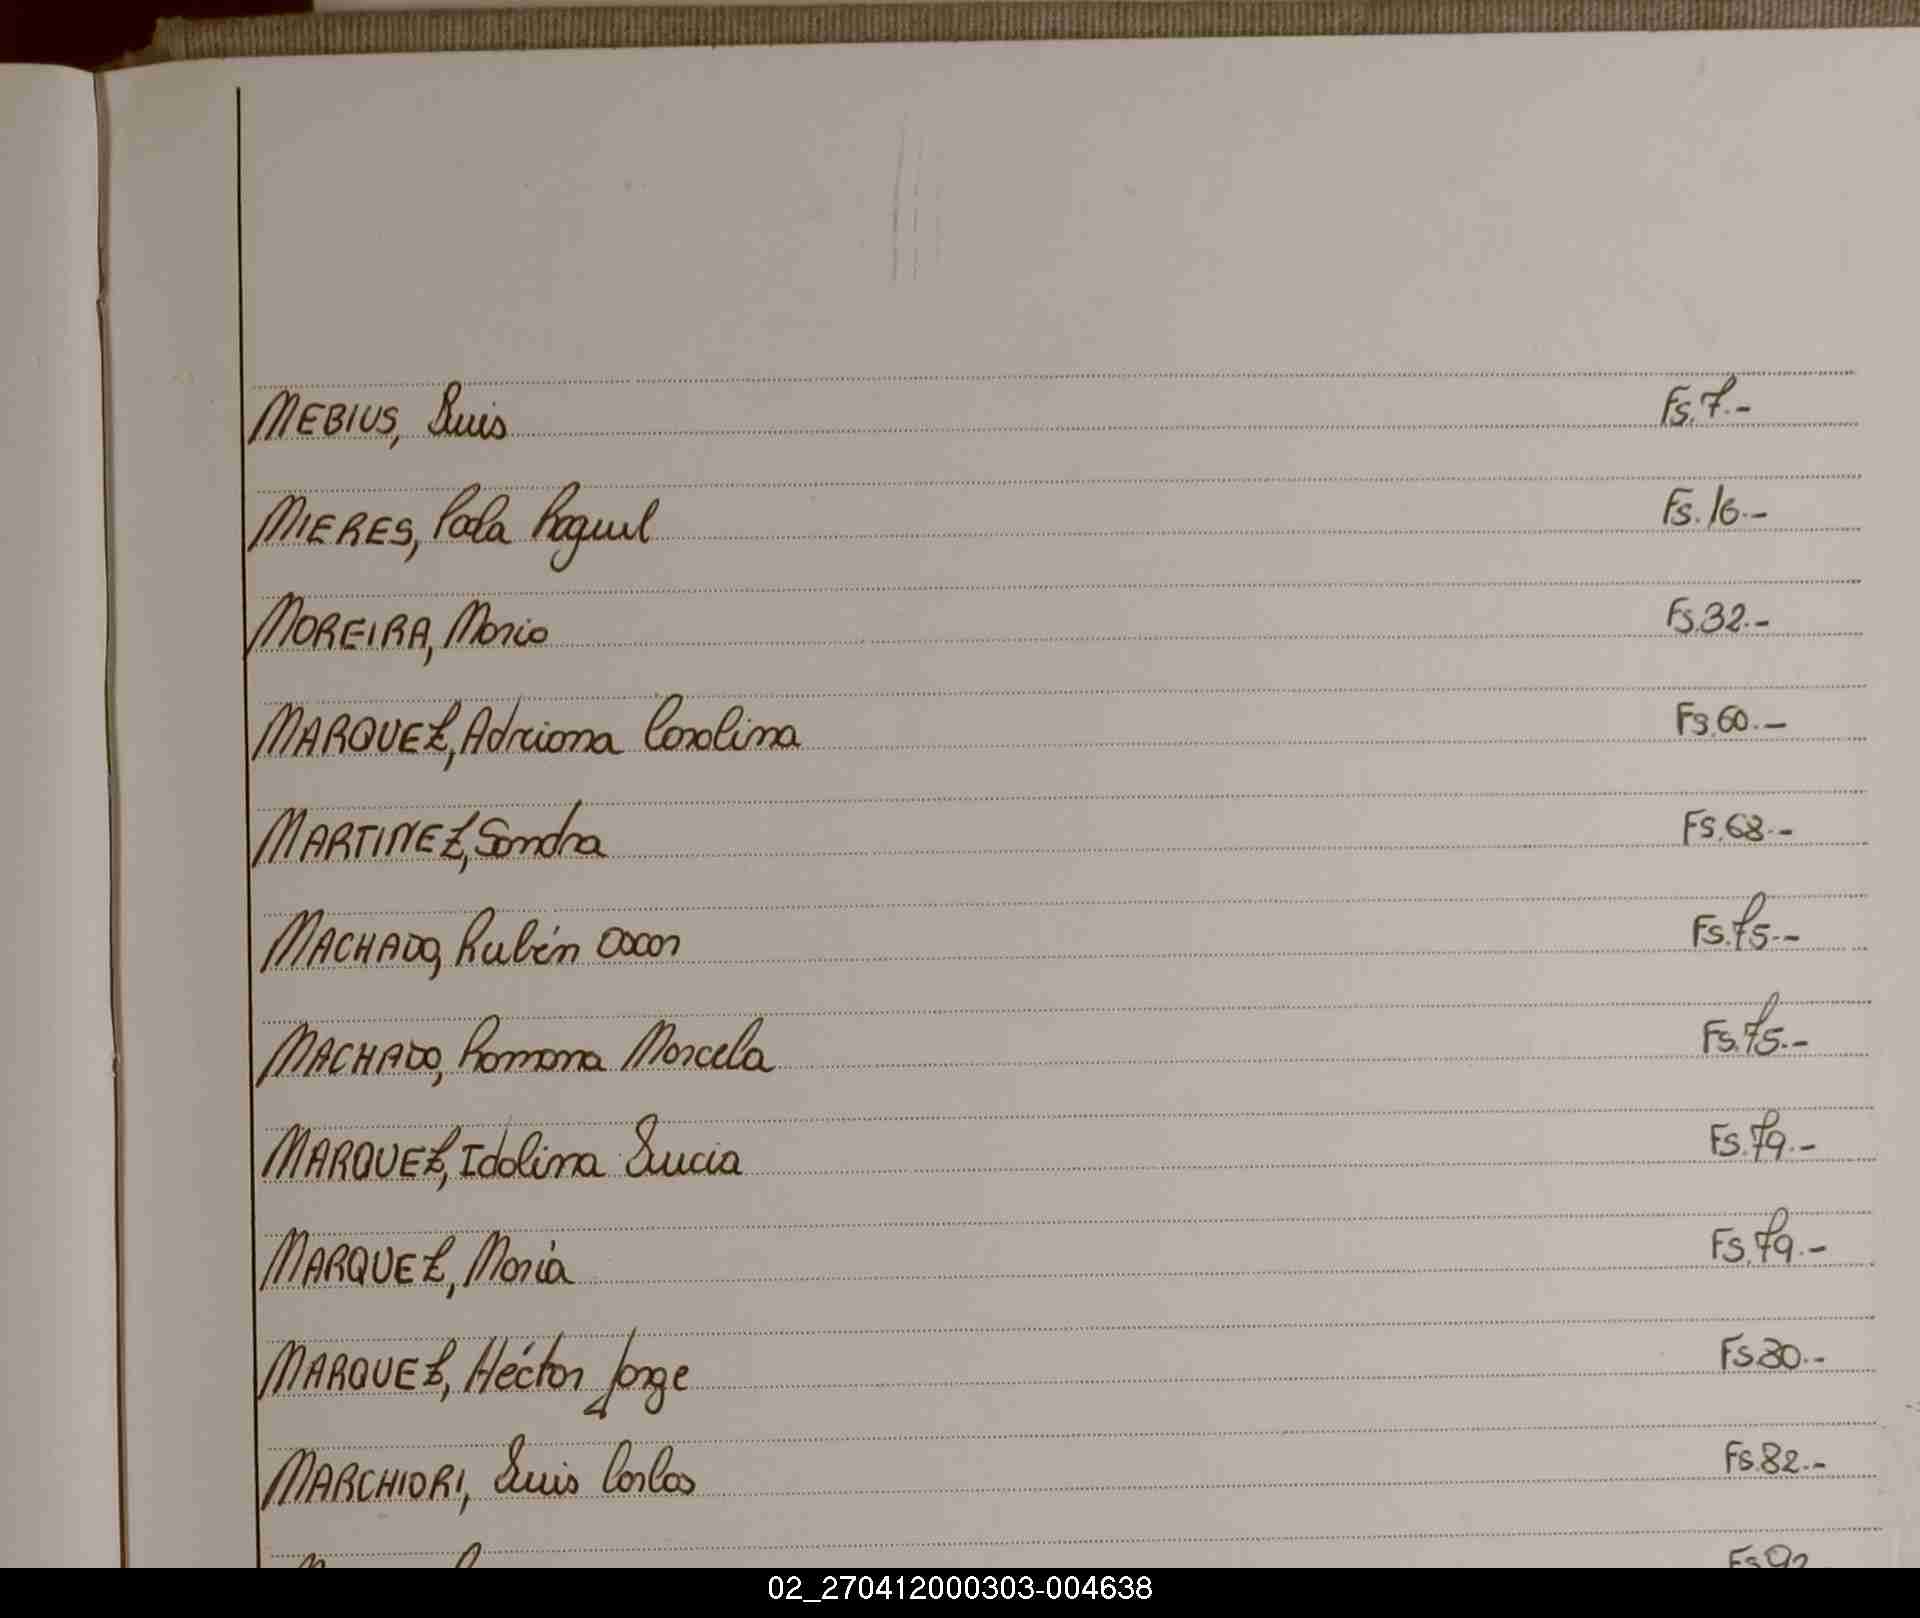 MEBIUS, Luis Fs.7.-
MIERES, Paola Raquel Fs.16.-
MOREIRA, Mario Fs.32.-
MARQUEZ, Adriana Carolina Fs.60.-
MARTINEZ, Sandra Fs.68.-
MACHADO, Rubén Oscar Fs.75.-
MACHADO, Ramona Marcela Fs.75.-
MARQUEZ, Idolina Lucia Fs.79.-
MARQUEZ, María Fs.79.-
MARQUEZ, Héctor Jorge Fs.80.-
MARCHIORI, Luis Carlos Fs.82.-
02_270412000303-004638